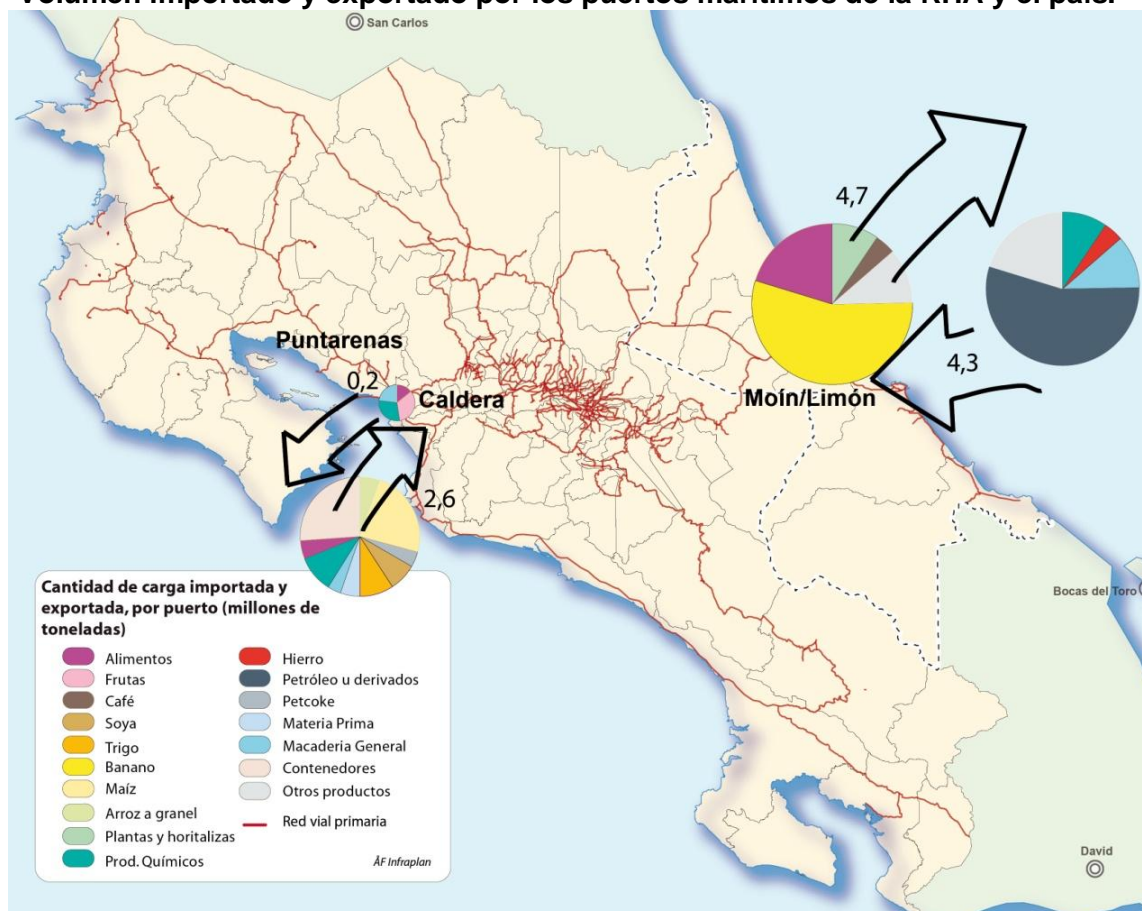 Volumen importado y exportado por los puertos marítimos de la RHA y el país.
San Carlos
4,7
Puntarenas
0,2
Caldera
Moín/Limón
4,3
2,6
Bocas del Toro
David
Cantidad de carga importada y
exportada, por puerto (millones de
toneladas)
Alimentos
Frutas
Café
Soya
Trigo
Banano
Maíz
Arroz a granel
Plantas y horitalizas
Prod. Químicos
Hierro
Petróleo u derivados
Petcoke
Materia Prima
Macaderia General
Contenedores
Otros productos
Red vial primaria
ÅF Infraplan